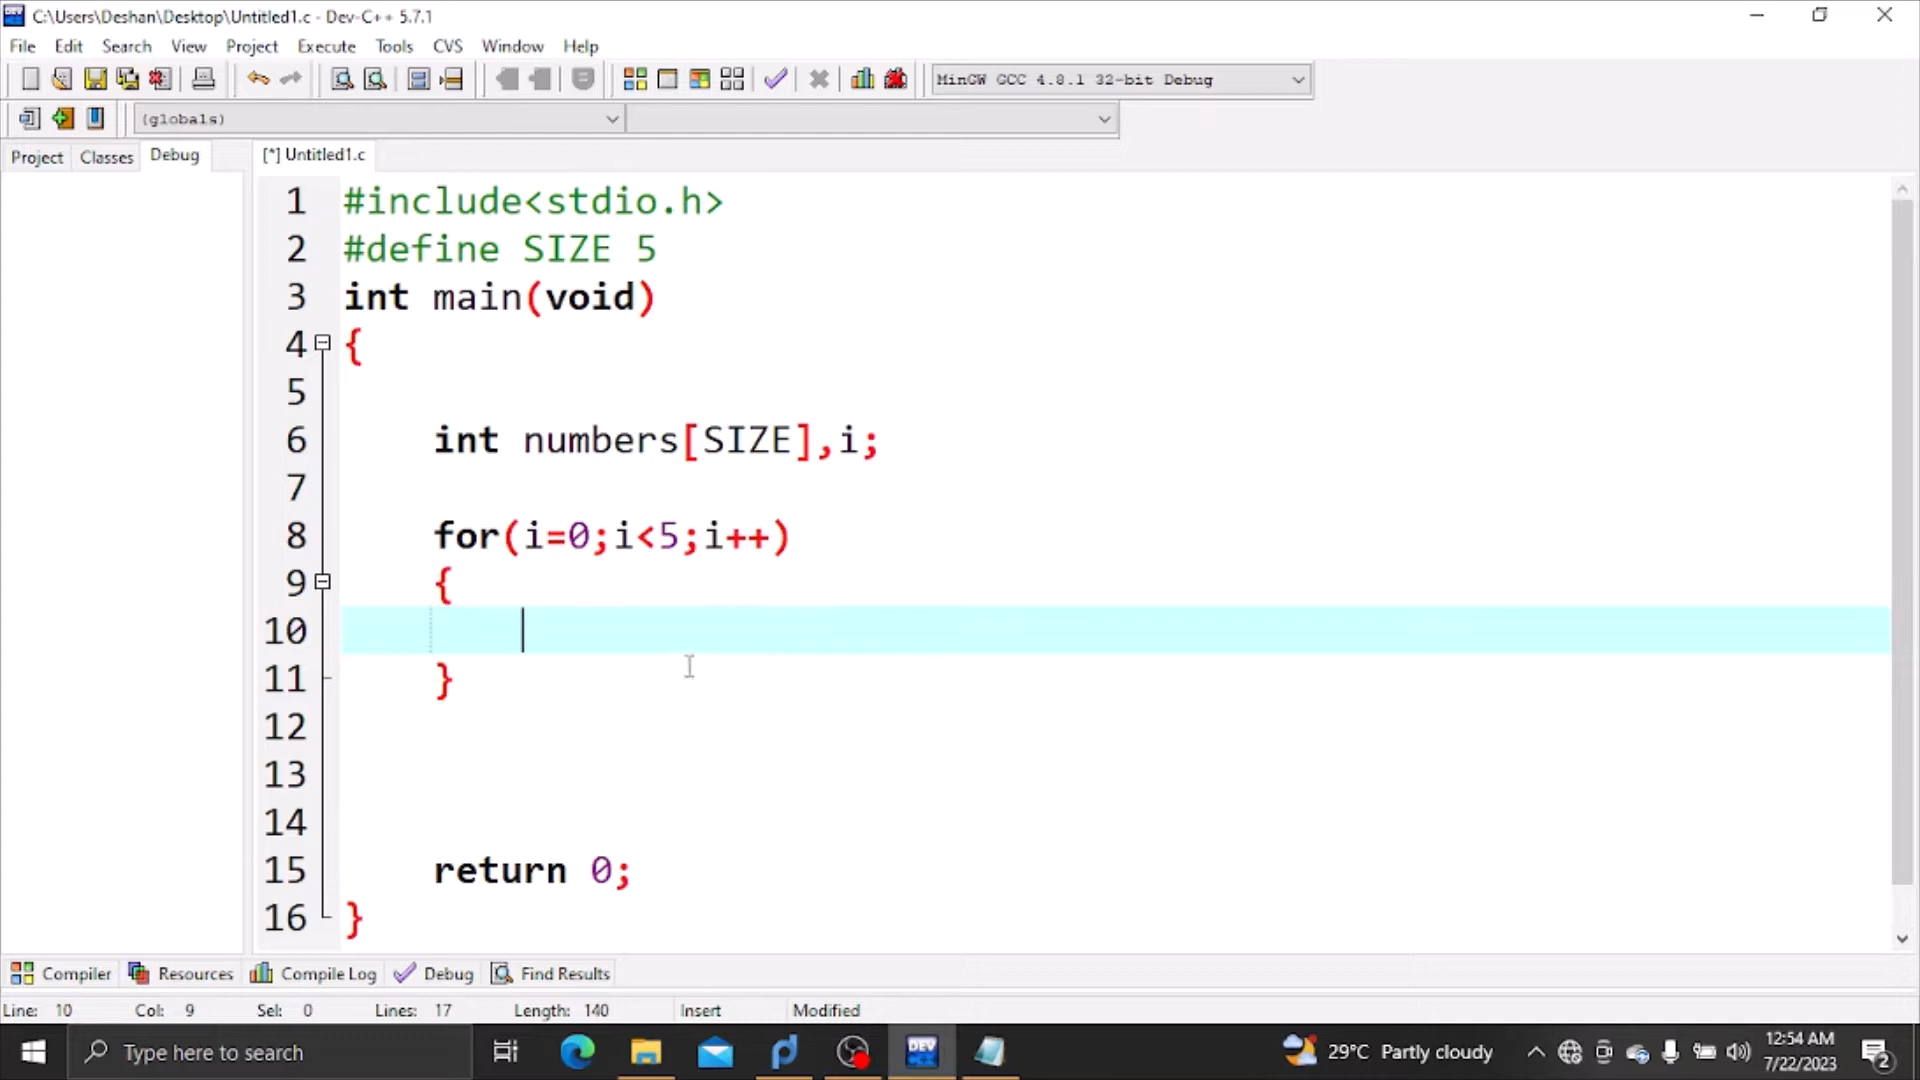 C:\Users\Deshan\Desktop\Untitled1.c - Dev-C++ 5.7.1
File Edit Search View Project Execute Tools CVS Window Help
MinGW GCC 4.8.1 32-bit Debug
(globals)
Project Classes Debug [*] Untitled1.c
1 #include<stdio.h>
2 #define SIZE 5
3 int main(void)
4 {
5
6 int numbers[SIZE],i;
7
8 for(i=0;i<5;i++)
9 {
10
11 }
12
13
14
15 return 0;
16 }
Compiler Resources Compile Log Debug Find Results
Line: 10 Col: 9 Sel: 0 Lines: 17 Length: 140 Insert Modified
DEV
Type here to search 29°C Partly cloudy 12:54 AM
7/22/2023 2